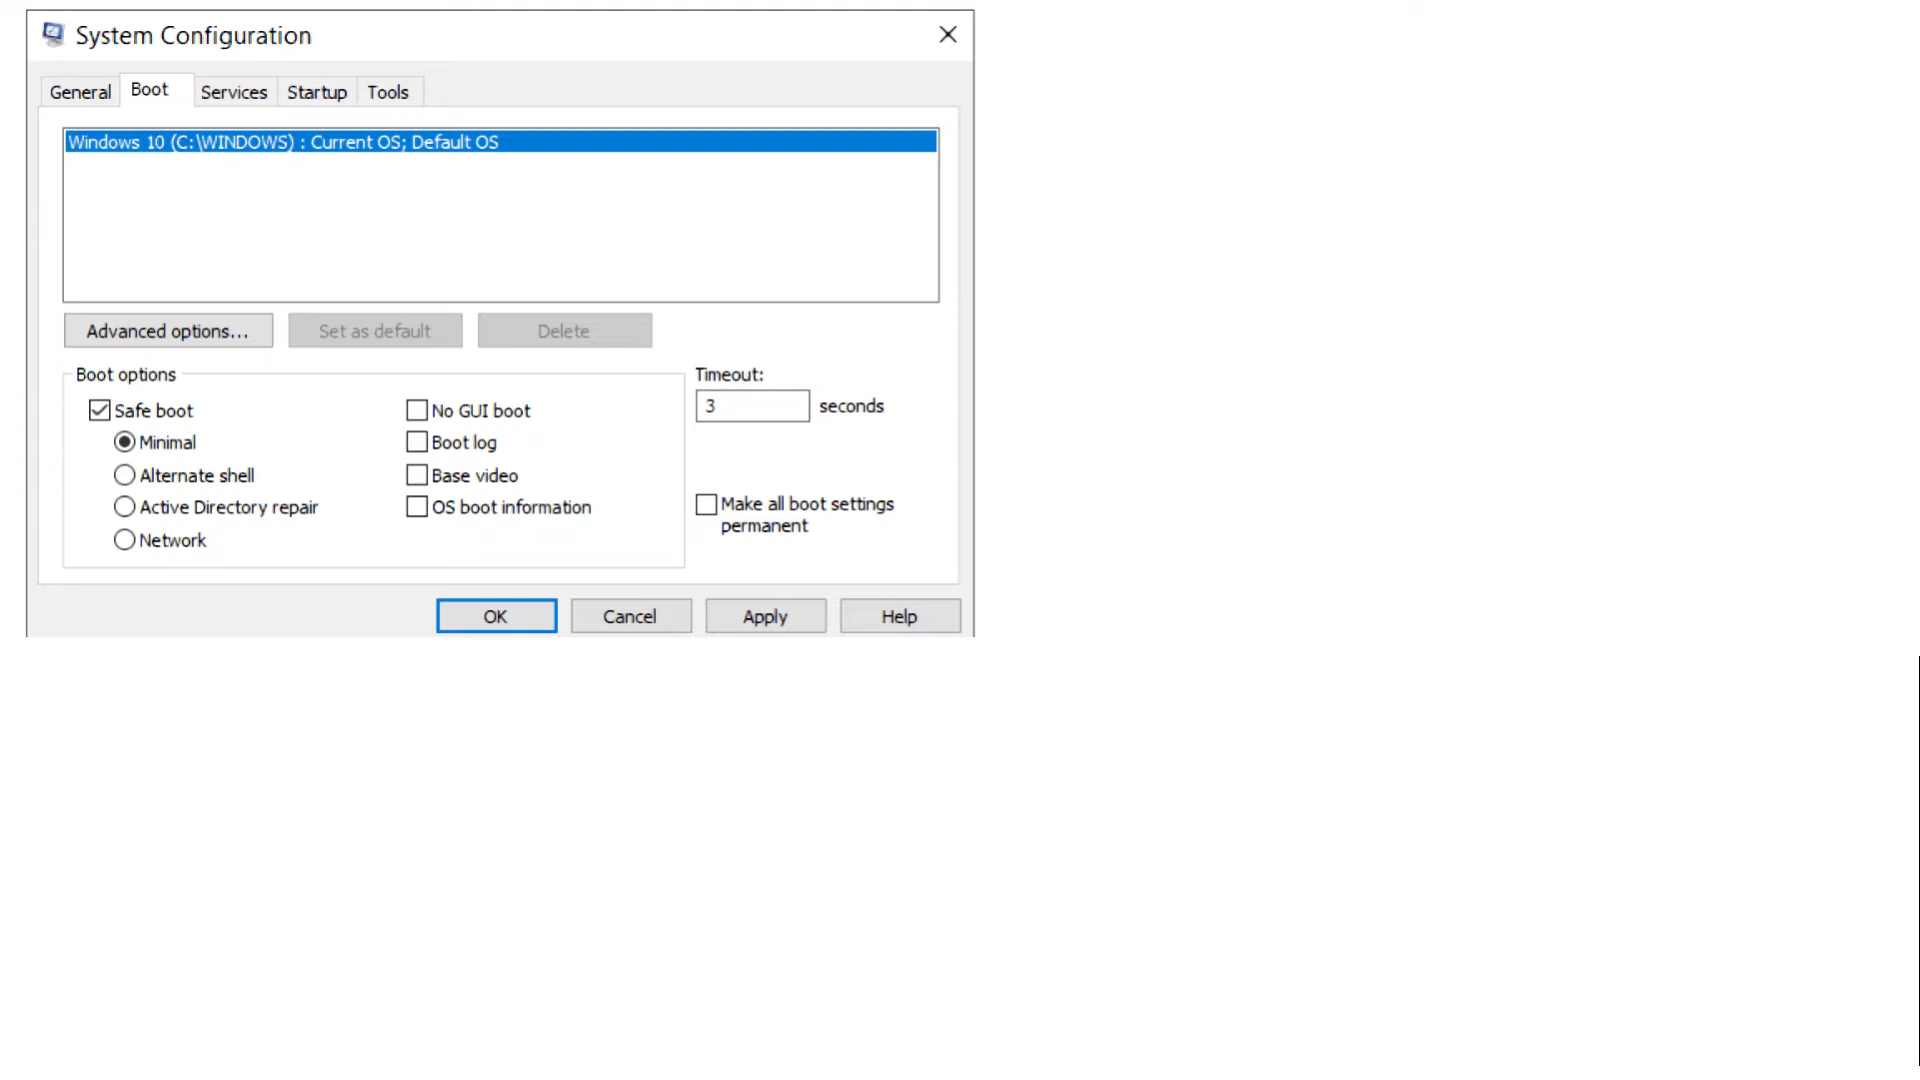 System Configuration
General Boot Services Startup Tools
Windows 10 (C:\WINDOWS) : Current OS; Default OS
Advanced options... Set as default Delete
Boot options Timeout:
Safe boot No GUI boot 3 seconds
Minimal Boot log
Alternate shell Base video
Active Directory repair OS boot information Make all boot settings
permanent
Network
OK Cancel Apply Help